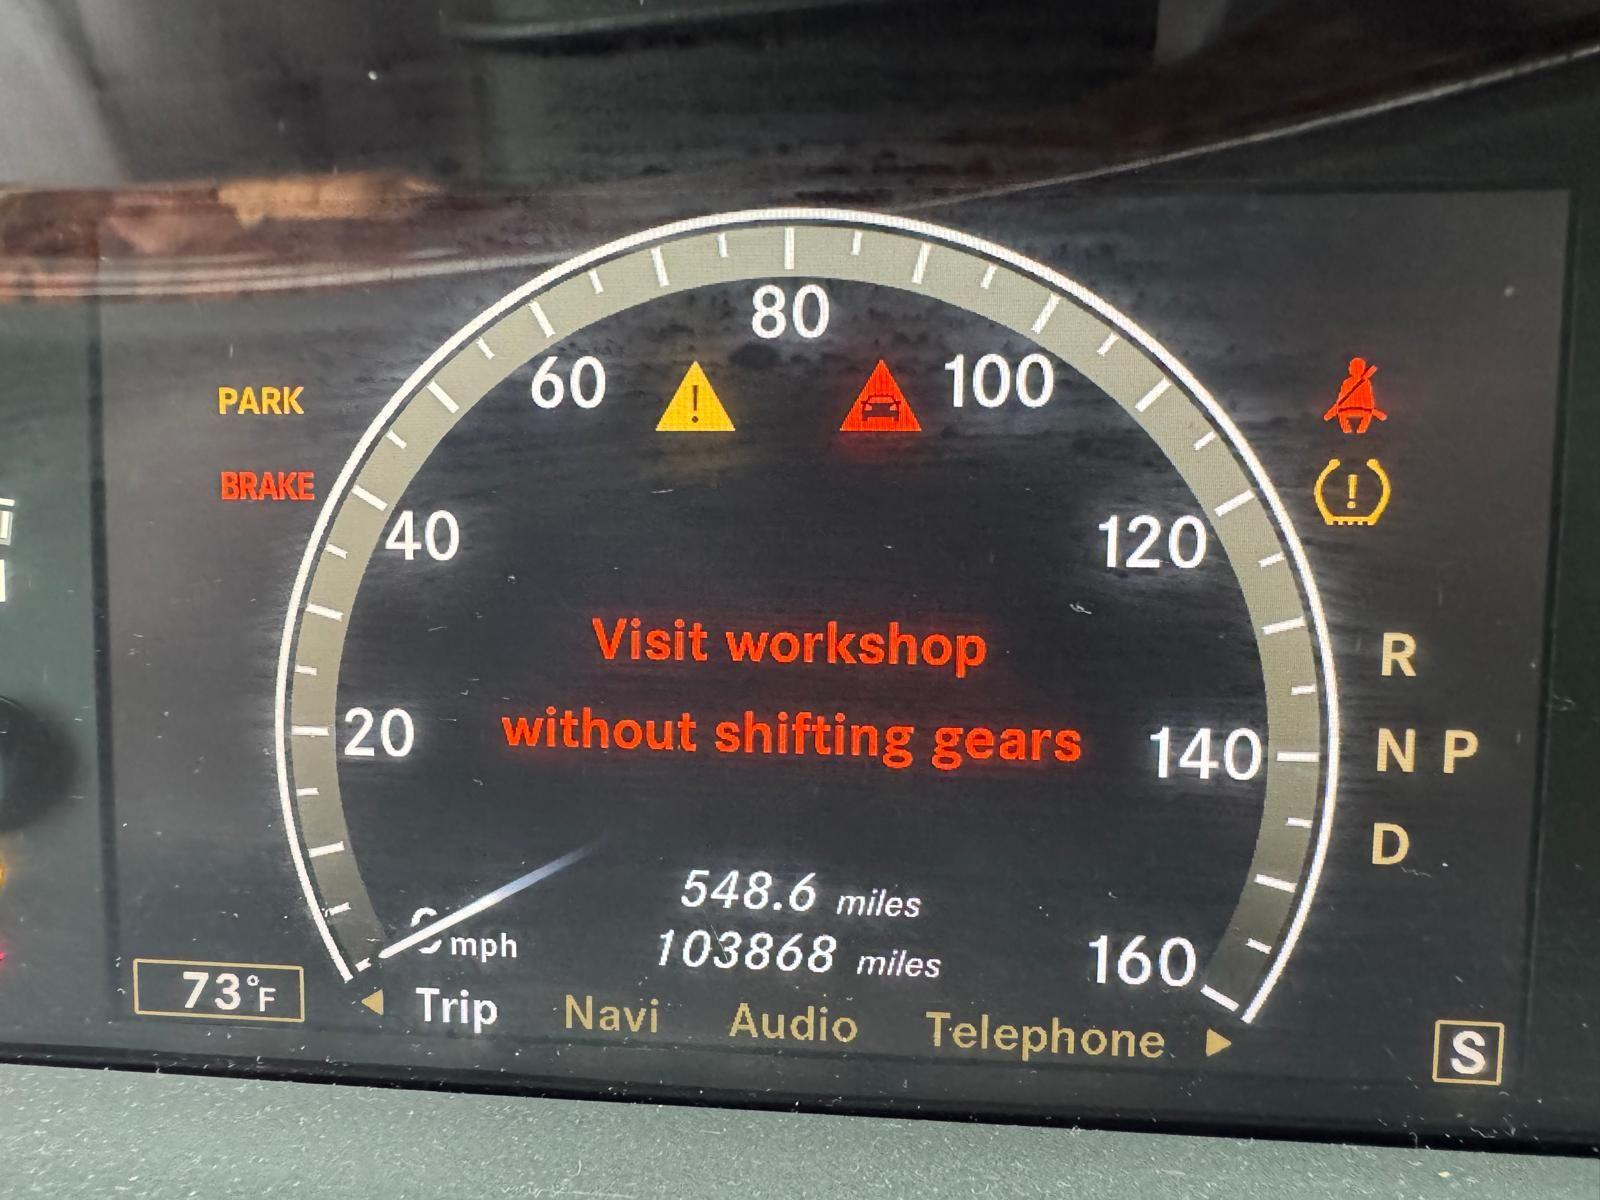 80
60
100
PARK
BRAKE
40
120
Visit workshop
R
without shifting gears
20
140
N P
D
548.6 miles
mph
103868 miles
160
73°F
Trip Navi Audio Telephone
S